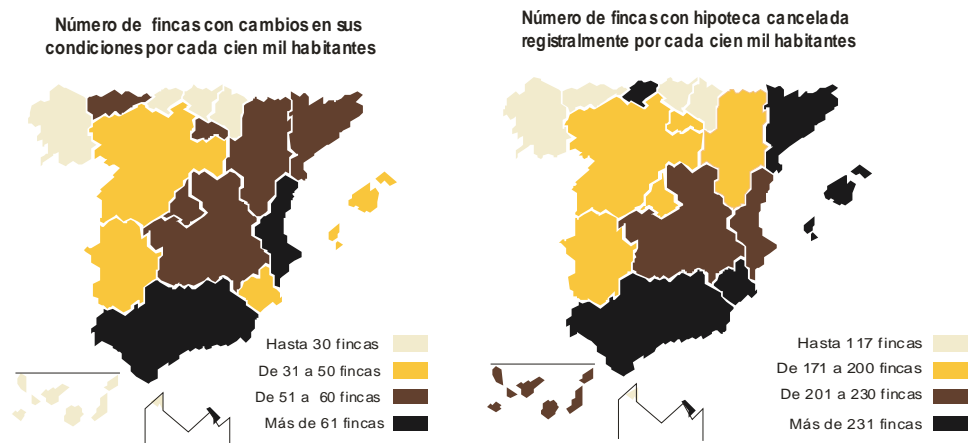 Número de fincas con cambios en sus
condiciones por cada cien mil habitantes
Hasta 30 fincas
De 31 a 50 fincas
De 51 a 60 fincas
Más de 61 fincas
Número de fincas con hipoteca cancelada
registralmente por cada cien mil habitantes
Hasta 117 fincas
De 171 a 200 fincas
De 201 a 230 fincas
Más de 231 fincas